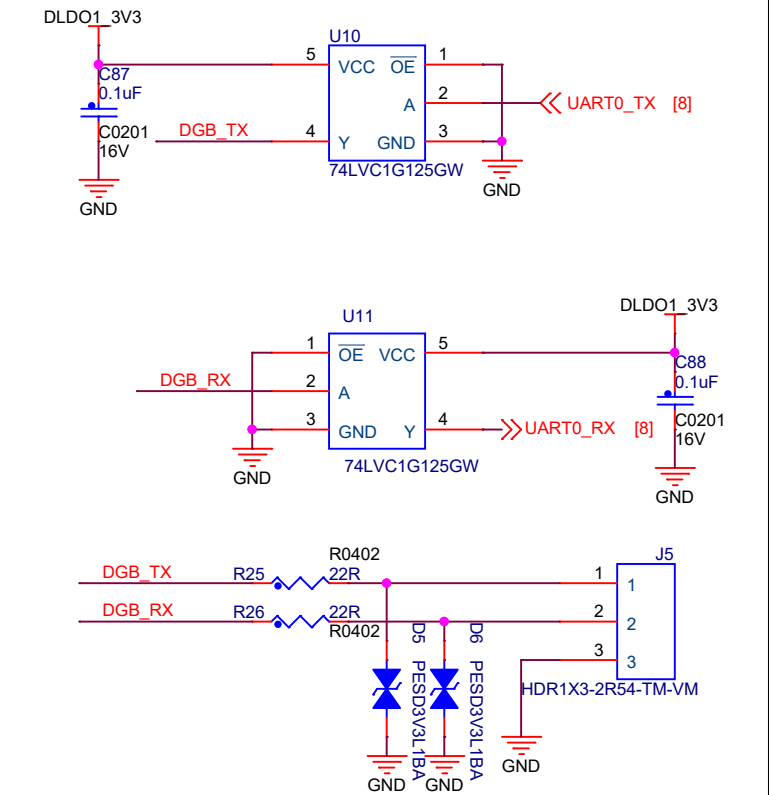 DLDO1_3V3
U10
C87
0.1uF
C0201
16V
GND
5 VCC OE 1
A 2 UART0_TX [8]
DGB_TX 4 Y GND 3
74LVC1G125GW
GND
DLDO1_3V3
U11
1 OE VCC 5
DGB_RX 2 A
3 GND Y 4 UART0_RX [8]
74LVC1G125GW
GND
C88
0.1uF
C0201
16V
GND
R0402
J5
DGB_TX R25 22R 1 1
DGB_RX R26 22R 2 2
R0402
3 3
D5 PESD3V3L1BA
D6 PESD3V3L1BA
HDR1X3-2R54-TM-VM
GND
GND
GND